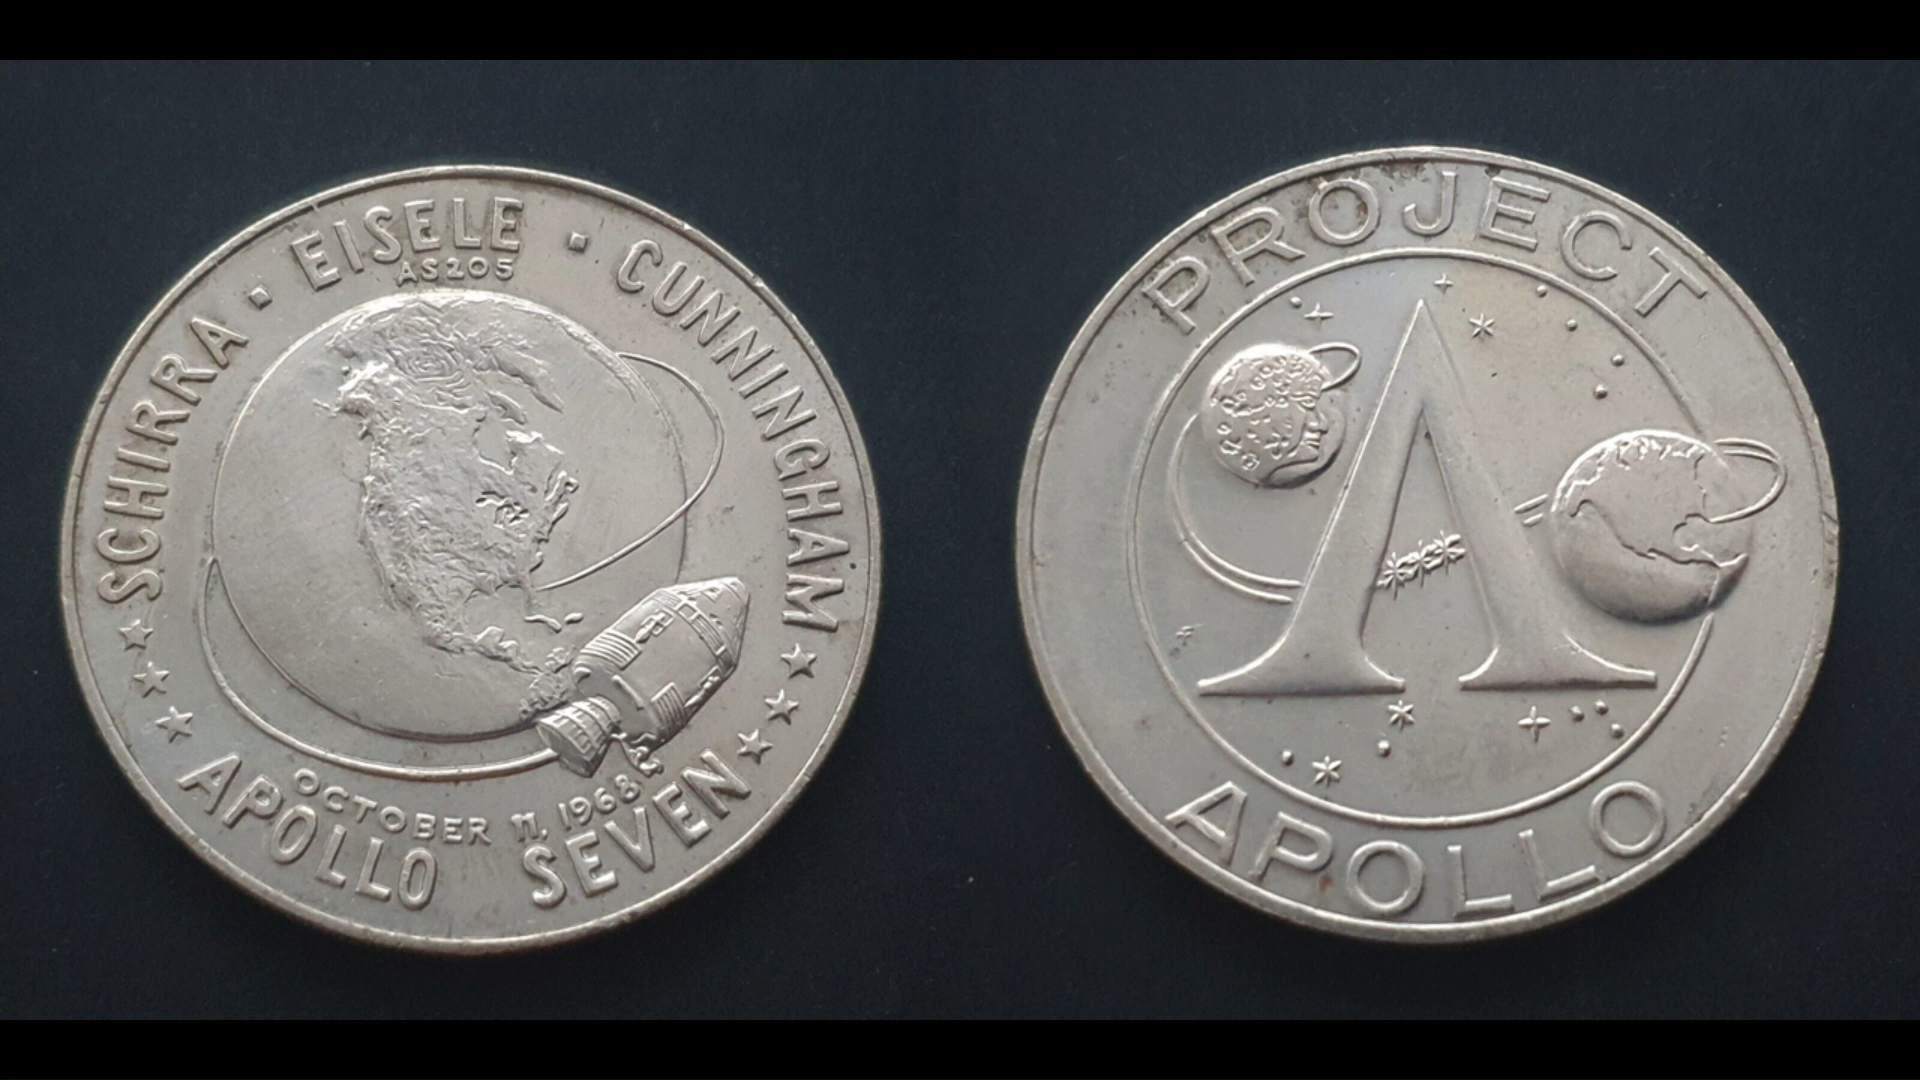 SCHIRRA · EISELE · CUNNINGHAM
AS205
OCTOBER 11, 1968
APOLLO SEVEN
PROJECT
APOLLO